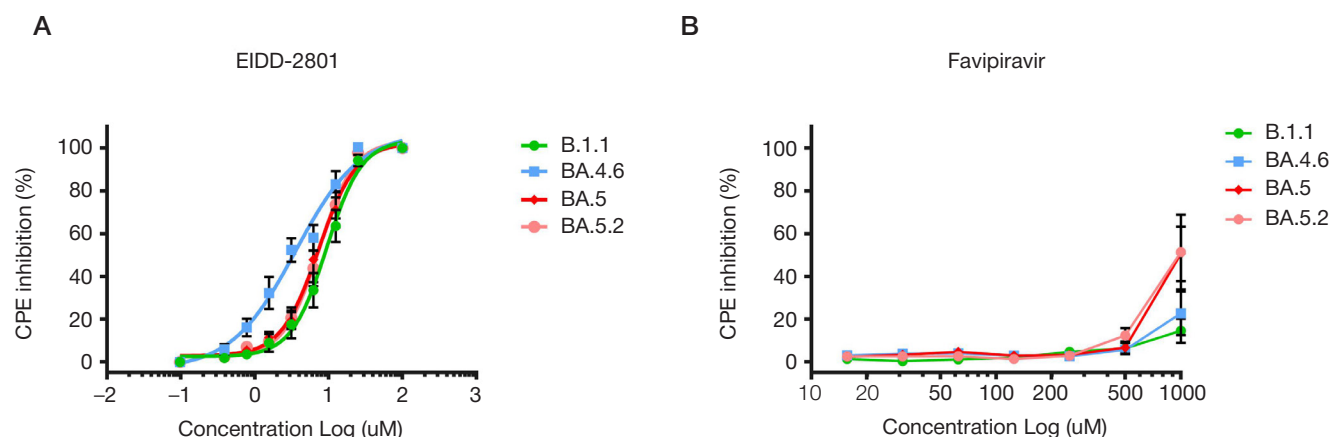 A
EIDD-2801
CPE inhibition (%)
100
80
60
40
20
0
−2
−1
0
1
2
3
Concentration Log (uM)
B.1.1
BA.4.6
BA.5
BA.5.2
B
Favipiravir
CPE inhibition (%)
100
80
60
40
20
0
10
20
50
100
200
500
1000
Concentration Log (uM)
B.1.1
BA.4.6
BA.5
BA.5.2